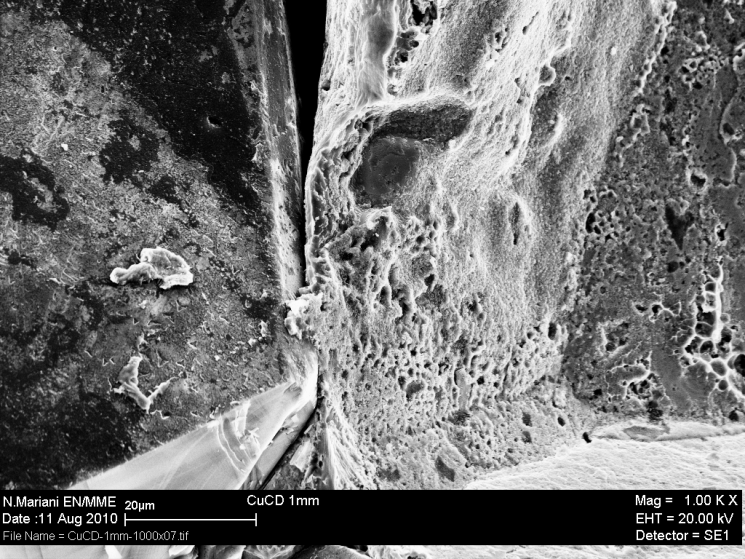 N.Mariani EN/MME 20µm CuCD 1mm Mag = 1.00 K X
Date :11 Aug 2010 EHT = 20.00 kV
File Name = CuCD-1mm-1000x07.tif Detector = SE1